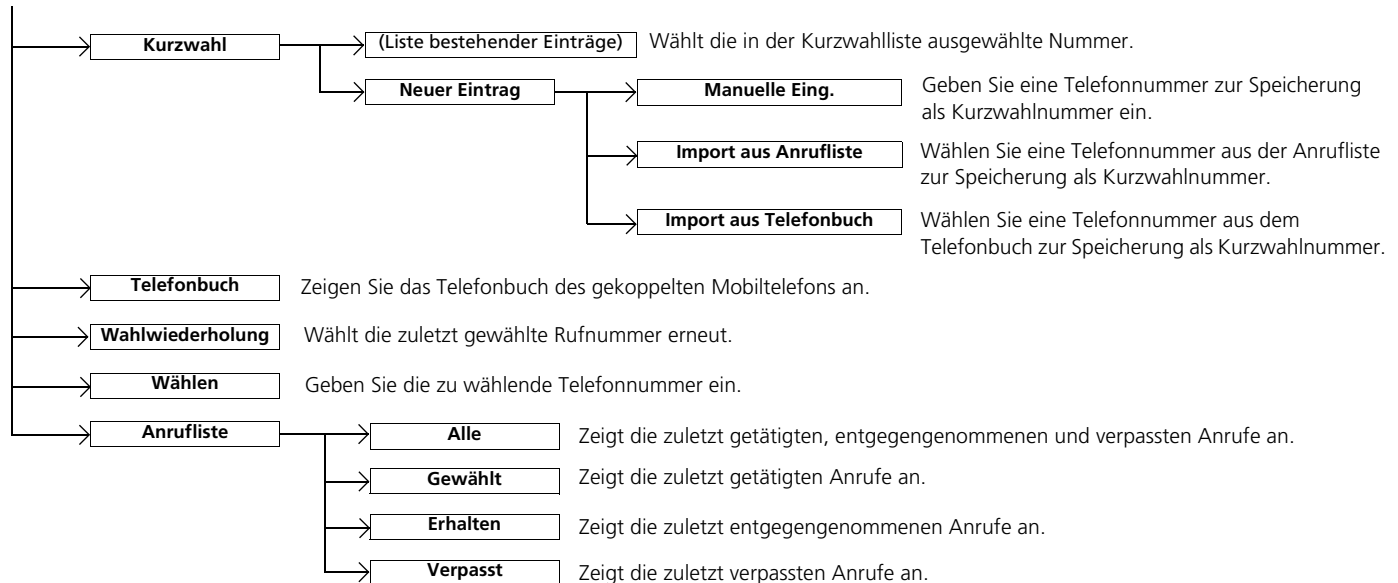 Kurzwahl (Liste bestehender Einträge) Wählt die in der Kurzwahlliste ausgewählte Nummer.
Neuer Eintrag Manuelle Eing. Geben Sie eine Telefonnummer zur Speicherung
als Kurzwahlnummer ein.
Import aus Anrufliste Wählen Sie eine Telefonnummer aus der Anrufliste
zur Speicherung als Kurzwahlnummer.
Import aus Telefonbuch Wählen Sie eine Telefonnummer aus dem
Telefonbuch zur Speicherung als Kurzwahlnummer.
Telefonbuch Zeigen Sie das Telefonbuch des gekoppelten Mobiltelefons an.
Wahlwiederholung Wählt die zuletzt gewählte Rufnummer erneut.
Wählen Geben Sie die zu wählende Telefonnummer ein.
Anrufliste Alle Zeigt die zuletzt getätigten, entgegengenommenen und verpassten Anrufe an.
Gewählt Zeigt die zuletzt getätigten Anrufe an.
Erhalten Zeigt die zuletzt entgegengenommenen Anrufe an.
Verpasst Zeigt die zuletzt verpassten Anrufe an.